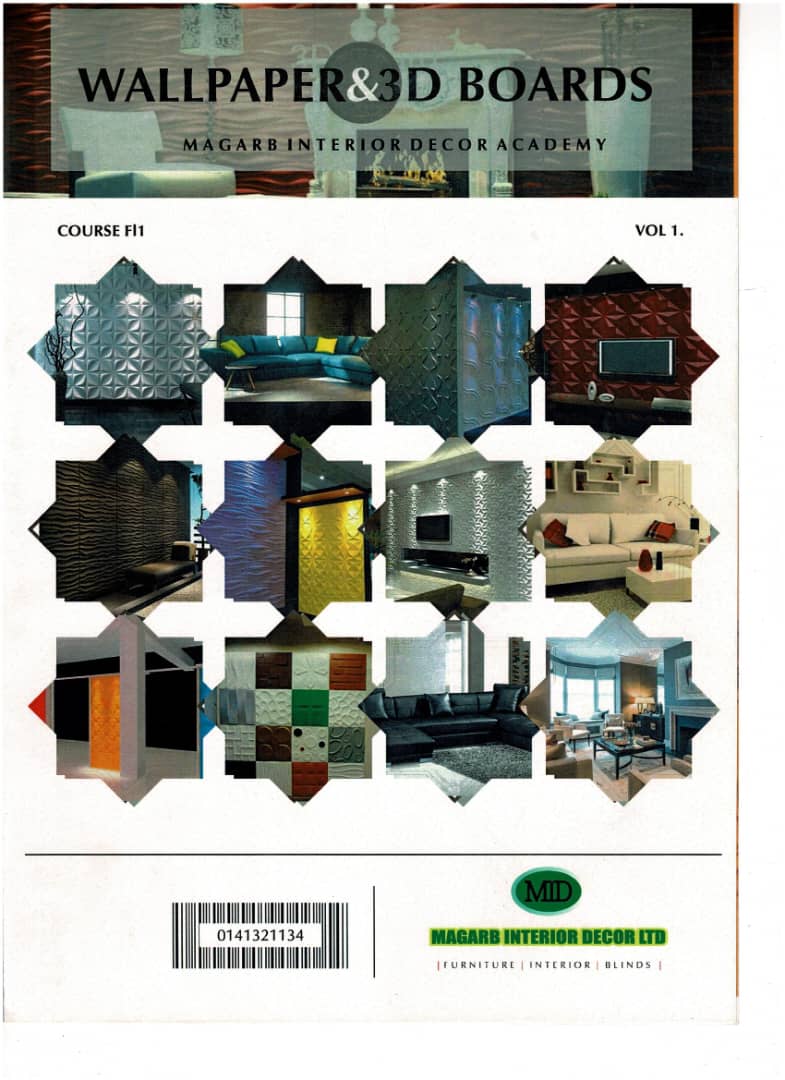 WALLPAPER&3D BOARDS
MAGARB INTERIOR DECOR ACADEMY
COURSE Fl1
VOL 1.
0141321134
MID
MAGARB INTERIOR DECOR LTD
|FURNITURE | INTERIOR | BLINDS |